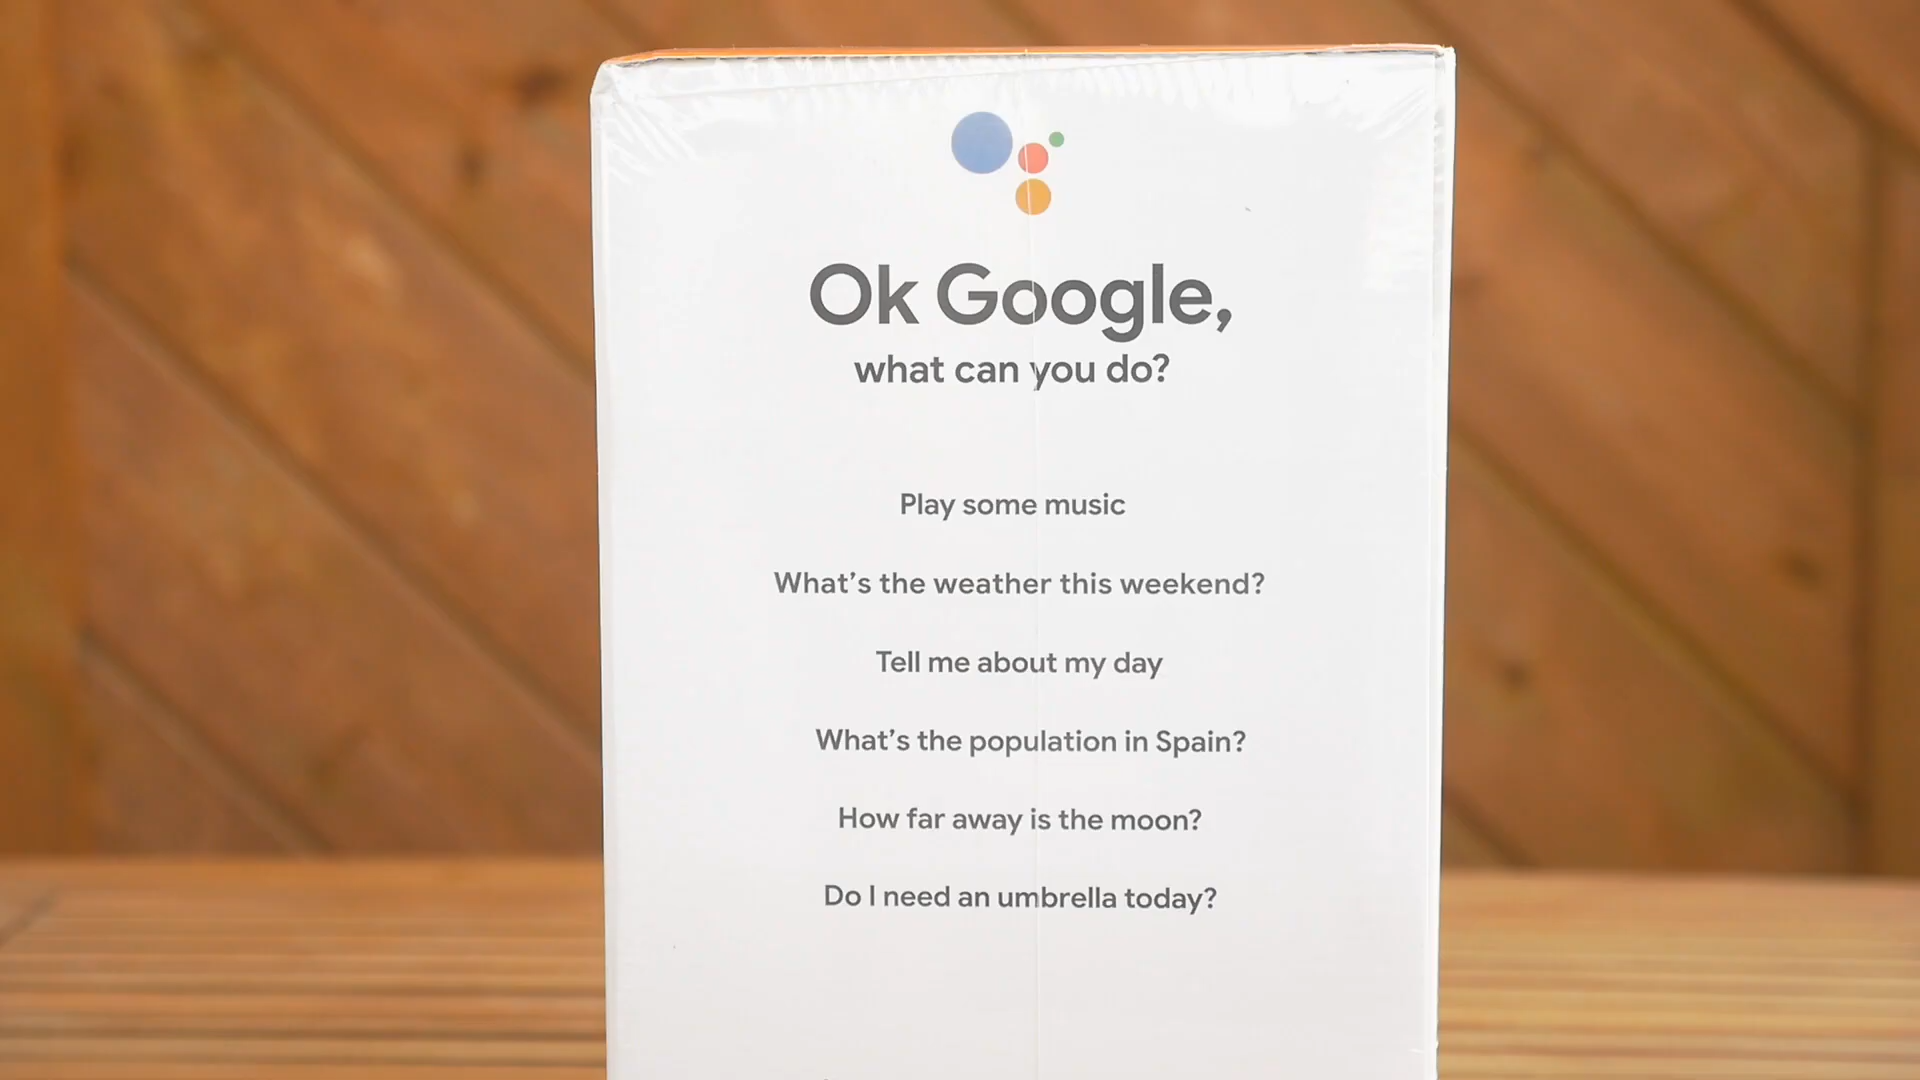 Ok Google,
what can you do?
Play some music
What's the weather this weekend?
Tell me about my day
What's the population in Spain?
How far away is the moon?
Do I need an umbrella today?